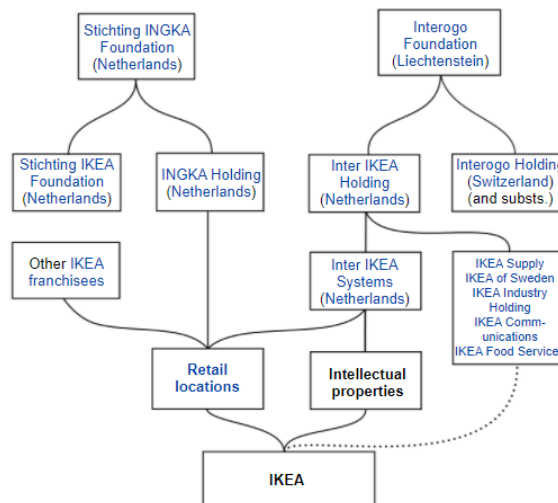 Stichting INGKA
Foundation
(Netherlands)
Interogo
Foundation
(Liechtenstein)
Stichting IKEA
Foundation
(Netherlands)
INGKA Holding
(Netherlands)
Inter IKEA
Holding
(Netherlands)
Interogo Holding
(Switzerland)
(and substs.)
Other IKEA
franchisees
Inter IKEA
Systems
(Netherlands)
IKEA Supply
IKEA of Sweden
IKEA Industry
Holding
IKEA Comm-
unications
IKEA Food Service
Retail
locations
Intellectual
properties
IKEA